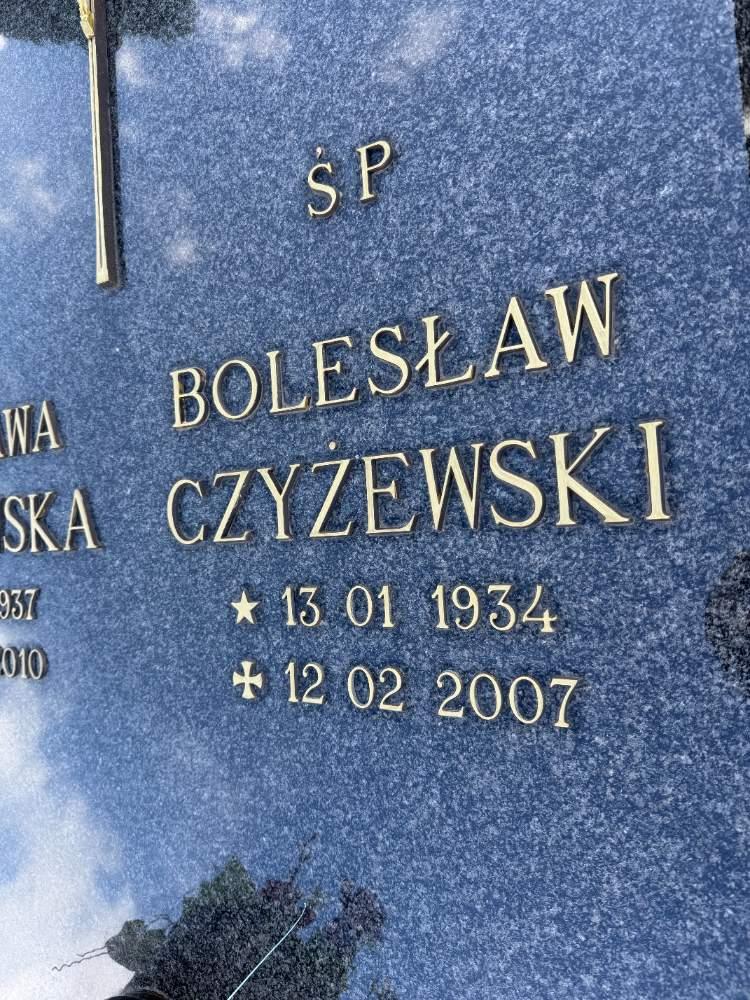 ŚP
BOLESŁAW
CZYŻEWSKI
13 01 1934
12 02 2007